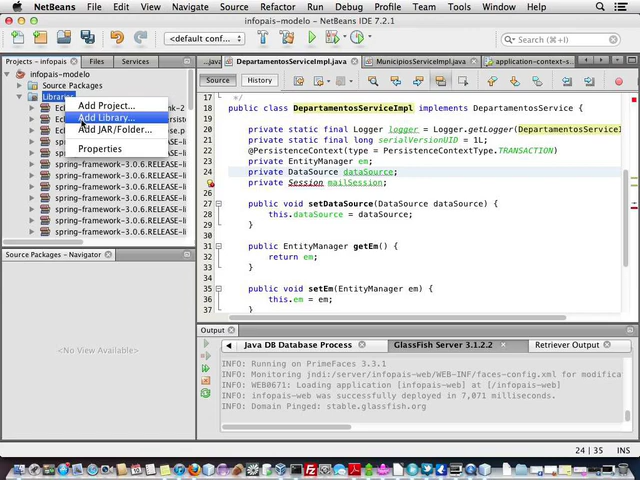 NetBeans File Edit View Navigate Source Refactor Run Debug Profile Team Tools Window Help
infopais-modelo - NetBeans IDE 7.2.1
<default conf...
Search (⌘+I)
Projects - infopais Files Services
...java DepartamentosServiceImpl.java MunicipiosServiceImpl.java application-context-s
Source History
infopais-modelo
Source Packages
Librarie
Add Project...
Add Library...
Add JAR/Folder...
Properties
spring-framework-3.0.6.RELEASE-li
spring-framework-3.0.6.RELEASE-li
spring-framework-3.0.6.RELEASE-li
spring-framework-3.0.6.RELEASE-li
spring-framework-3.0.6.RELEASE-li
spring-framework-3.0.6.RELEASE-li
17 */
18 public class DepartamentosServiceImpl implements DepartamentosService {
19
20 private static final Logger logger = Logger.getLogger(DepartamentosServiceI
21 private static final long serialVersionUID = 1L;
22 @PersistenceContext(type = PersistenceContextType.TRANSACTION)
23 private EntityManager em;
24 private DataSource dataSource;
private Session mailSession;
26
27 public void setDataSource(DataSource dataSource) {
28 this.dataSource = dataSource;
29 }
30
31 public EntityManager getEm() {
32 return em;
33 }
34
35 public void setEm(EntityManager em) {
36 this.em = em;
37 }
Source Packages - Navigator
<No View Available>
Output
Java DB Database Process GlassFish Server 3.1.2.2 Retriever Output
INFO: Running on PrimeFaces 3.3.1
INFO: Monitoring jndi:/server/infopais-web/WEB-INF/faces-config.xml for modificat
INFO: WEB0671: Loading application [infopais-web] at [/infopais-web]
INFO: infopais-web was successfully deployed in 7,071 milliseconds.
INFO: Domain Pinged: stable.glassfish.org
24 | 35 INS